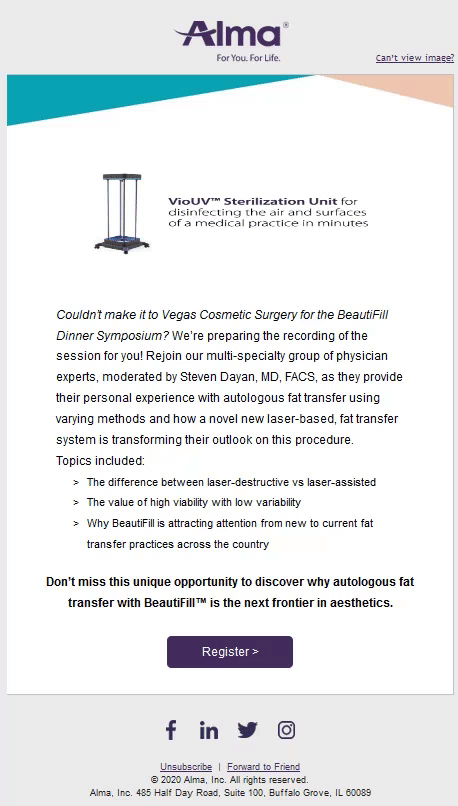 Alma®
For You. For Life.
Can't view image?
VioUV™ Sterilization Unit for
disinfecting the air and surfaces
of a medical practice in minutes
Couldn't make it to Vegas Cosmetic Surgery for the BeautiFill
Dinner Symposium? We're preparing the recording of the
session for you! Rejoin our multi-specialty group of physician
experts, moderated by Steven Dayan, MD, FACS, as they provide
their personal experience with autologous fat transfer using
varying methods and how a novel new laser-based, fat transfer
system is transforming their outlook on this procedure.
Topics included:
> The difference between laser-destructive vs laser-assisted
> The value of high viability with low variability
> Why BeautiFill is attracting attention from new to current fat
transfer practices across the country
Don't miss this unique opportunity to discover why autologous fat
transfer with BeautiFill™ is the next frontier in aesthetics.
Register >
Unsubscribe | Forward to Friend
© 2020 Alma, Inc. All rights reserved.
Alma, Inc. 485 Half Day Road, Suite 100, Buffalo Grove, IL 60089